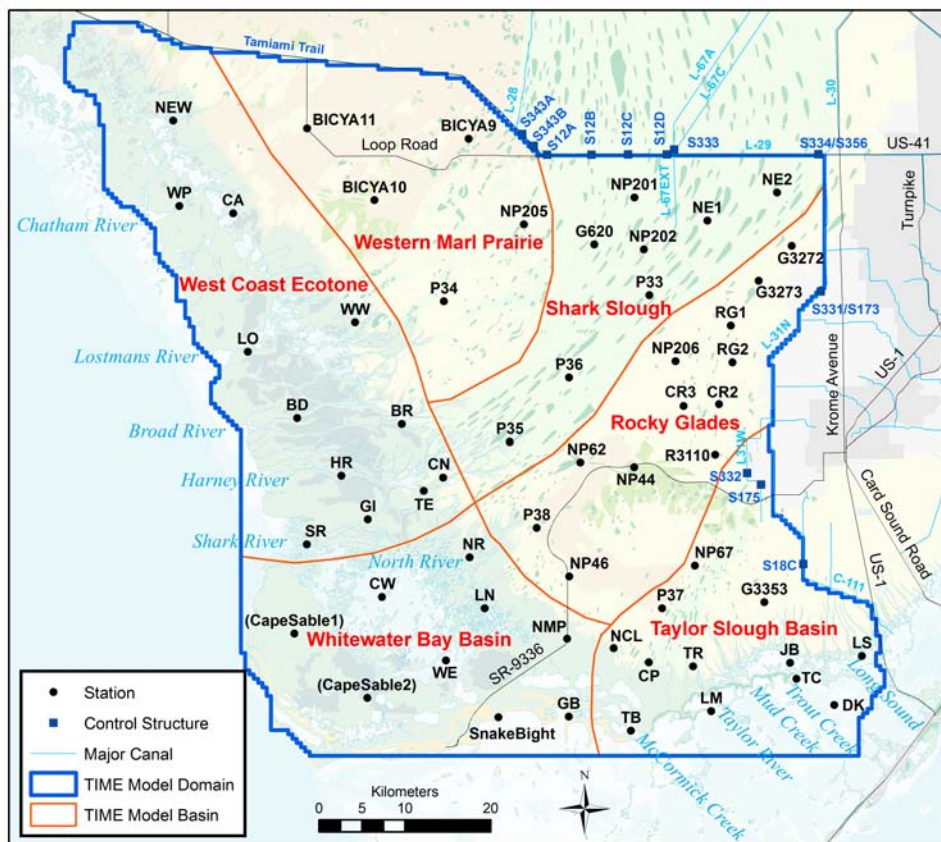 Tamiami Trail
NEW
BICYA11
BICYA9
Loop Road
L-28
S343A
S343B
S12A
S12B
S12C
S12D
L-67A
L-67C
S333
L-29
L-30
S334/S356
US-41
Turnpike
WP
CA
Chatham River
BICYA10
NP205
Western Marl Prairie
NP201
L-67EXT
NE1
NE2
G620
NP202
G3272
G3273
West Coast Ecotone
P34
Shark Slough
P33
S331/S173
WW
RG1
L-31N
Krome Avenue
US-1
LO
Lostmans River
NP206
RG2
P36
CR3
CR2
BD
BR
Rocky Glades
Broad River
P35
L31W
R3110
NP62
NP44
S332
S175
HR
CN
Harney River
TE
GI
Card Sound Road
P38
SR
Shark River
North River
NR
NP46
NP67
S18C
US-1
C-111
CW
LN
P37
G3353
(CapeSable1)
Whitewater Bay Basin
NMP
Taylor Slough Basin
NCL
SR-9336
WE
CP
TR
JB
LS
TC
Long Sound
(CapeSable2)
LM
DK
Trout Creek
Mud Creek
Taylor River
McCormick Creek
SnakeBight
GB
TB
Station
Control Structure
Major Canal
TIME Model Domain
TIME Model Basin
Kilometers
0 5 10 20
N